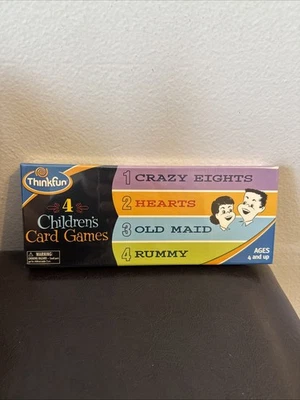 Thinkfun
4
Children's
Card Games
WARNING:
1 CRAZY EIGHTS
2 HEARTS
3 OLD MAID
4 RUMMY
AGES
4 and up